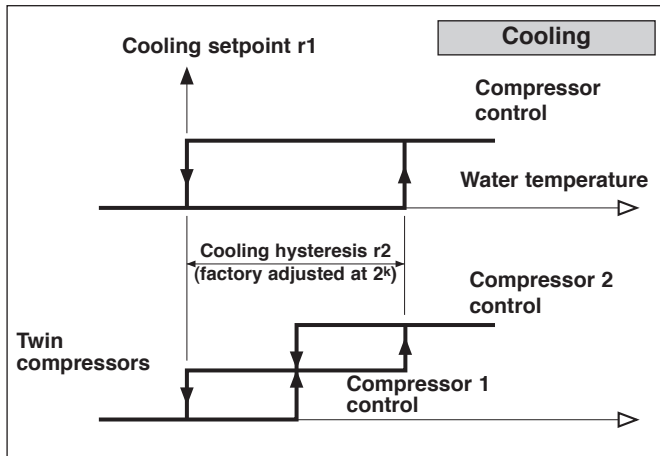 Cooling setpoint r1
Cooling
Compressor
control
Water temperature
Cooling hysteresis r2
(factory adjusted at 2ᵏ)
Compressor 2
control
Twin
compressors
Compressor 1
control